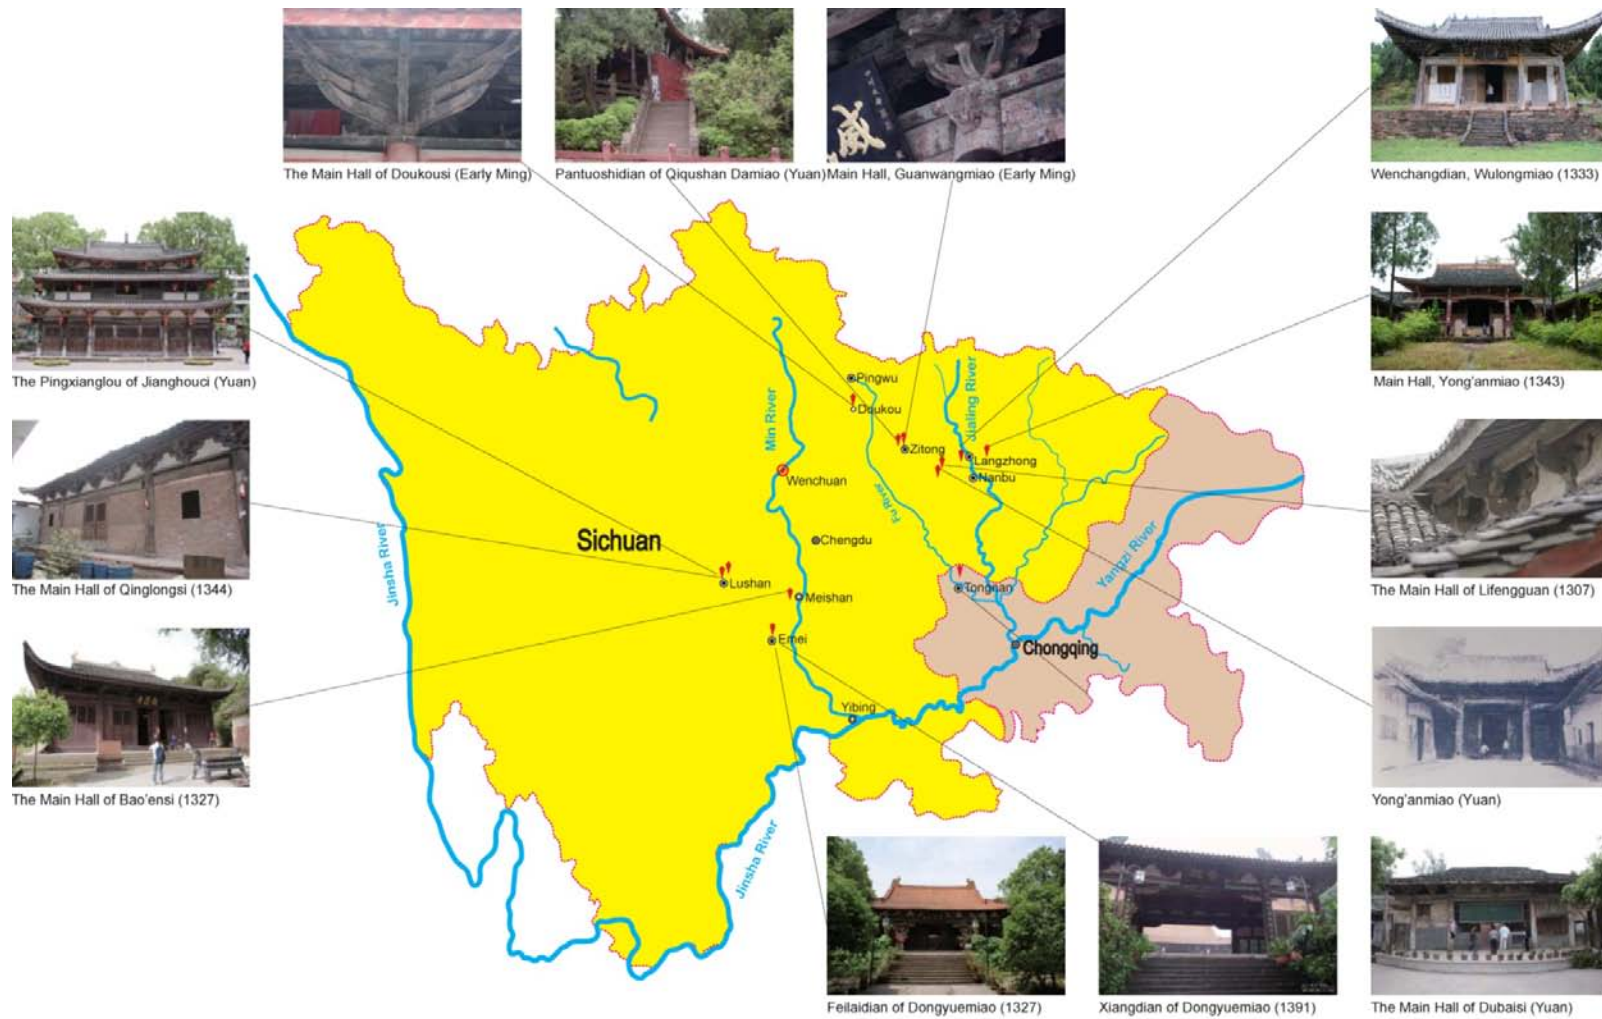 The Main Hall of Doukousi (Early Ming)
Pantuoshidian of Qiqushan Damiao (Yuan)
Main Hall, Guanwangmiao (Early Ming)
Wenchangdian, Wulongmiao (1333)
The Pingxianglou of Jianghouci (Yuan)
Main Hall, Yong'anmiao (1343)
The Main Hall of Qinglongsi (1344)
The Main Hall of Lifengguan (1307)
The Main Hall of Bao'ensi (1327)
Yong'anmiao (Yuan)
Feilaidian of Dongyuemiao (1327)
Xiangdian of Dongyuemiao (1391)
The Main Hall of Dubaisi (Yuan)
Pingwu
Doukou
Min River
Jialing River
Zitong
Langzhong
Nanbu
Wenchuan
Fu River
Sichuan
Chengdu
Jinsha River
Yangzi River
Lushan
Meishan
Tongnan
Emei
Chongqing
Yibing
Jinsha River